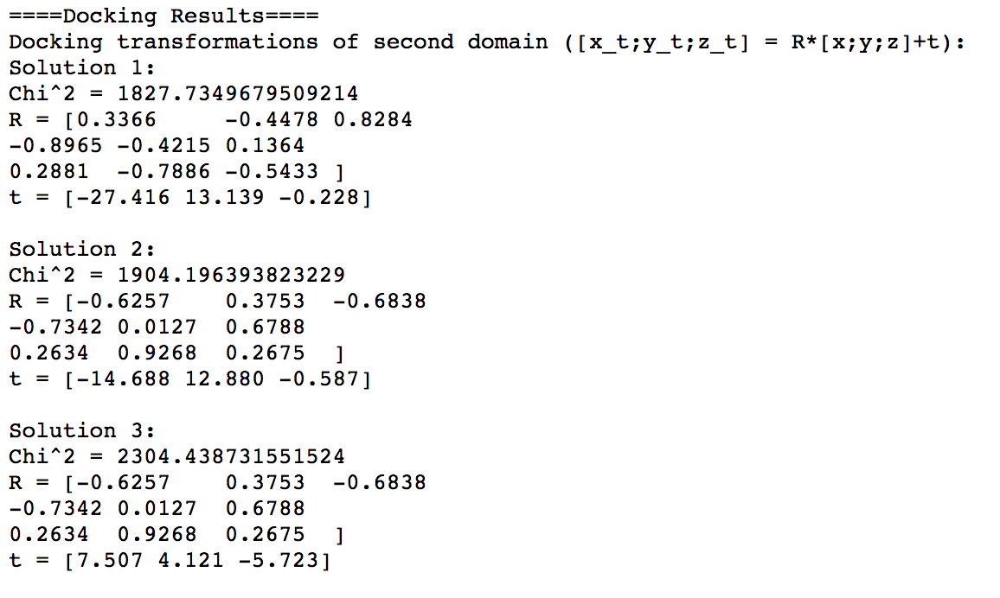 ====Docking Results====
Docking transformations of second domain ([x_t;y_t;z_t] = R*[x;y;z]+t):
Solution 1:
Chi^2 = 1827.7349679509214
R = [0.3366     -0.4478 0.8284
-0.8965 -0.4215 0.1364
0.2881  -0.7886 -0.5433 ]
t = [-27.416 13.139 -0.228]

Solution 2:
Chi^2 = 1904.196393823229
R = [-0.6257    0.3753  -0.6838
-0.7342 0.0127  0.6788
0.2634  0.9268  0.2675  ]
t = [-14.688 12.880 -0.587]

Solution 3:
Chi^2 = 2304.438731551524
R = [-0.6257    0.3753  -0.6838
-0.7342 0.0127  0.6788
0.2634  0.9268  0.2675  ]
t = [7.507 4.121 -5.723]